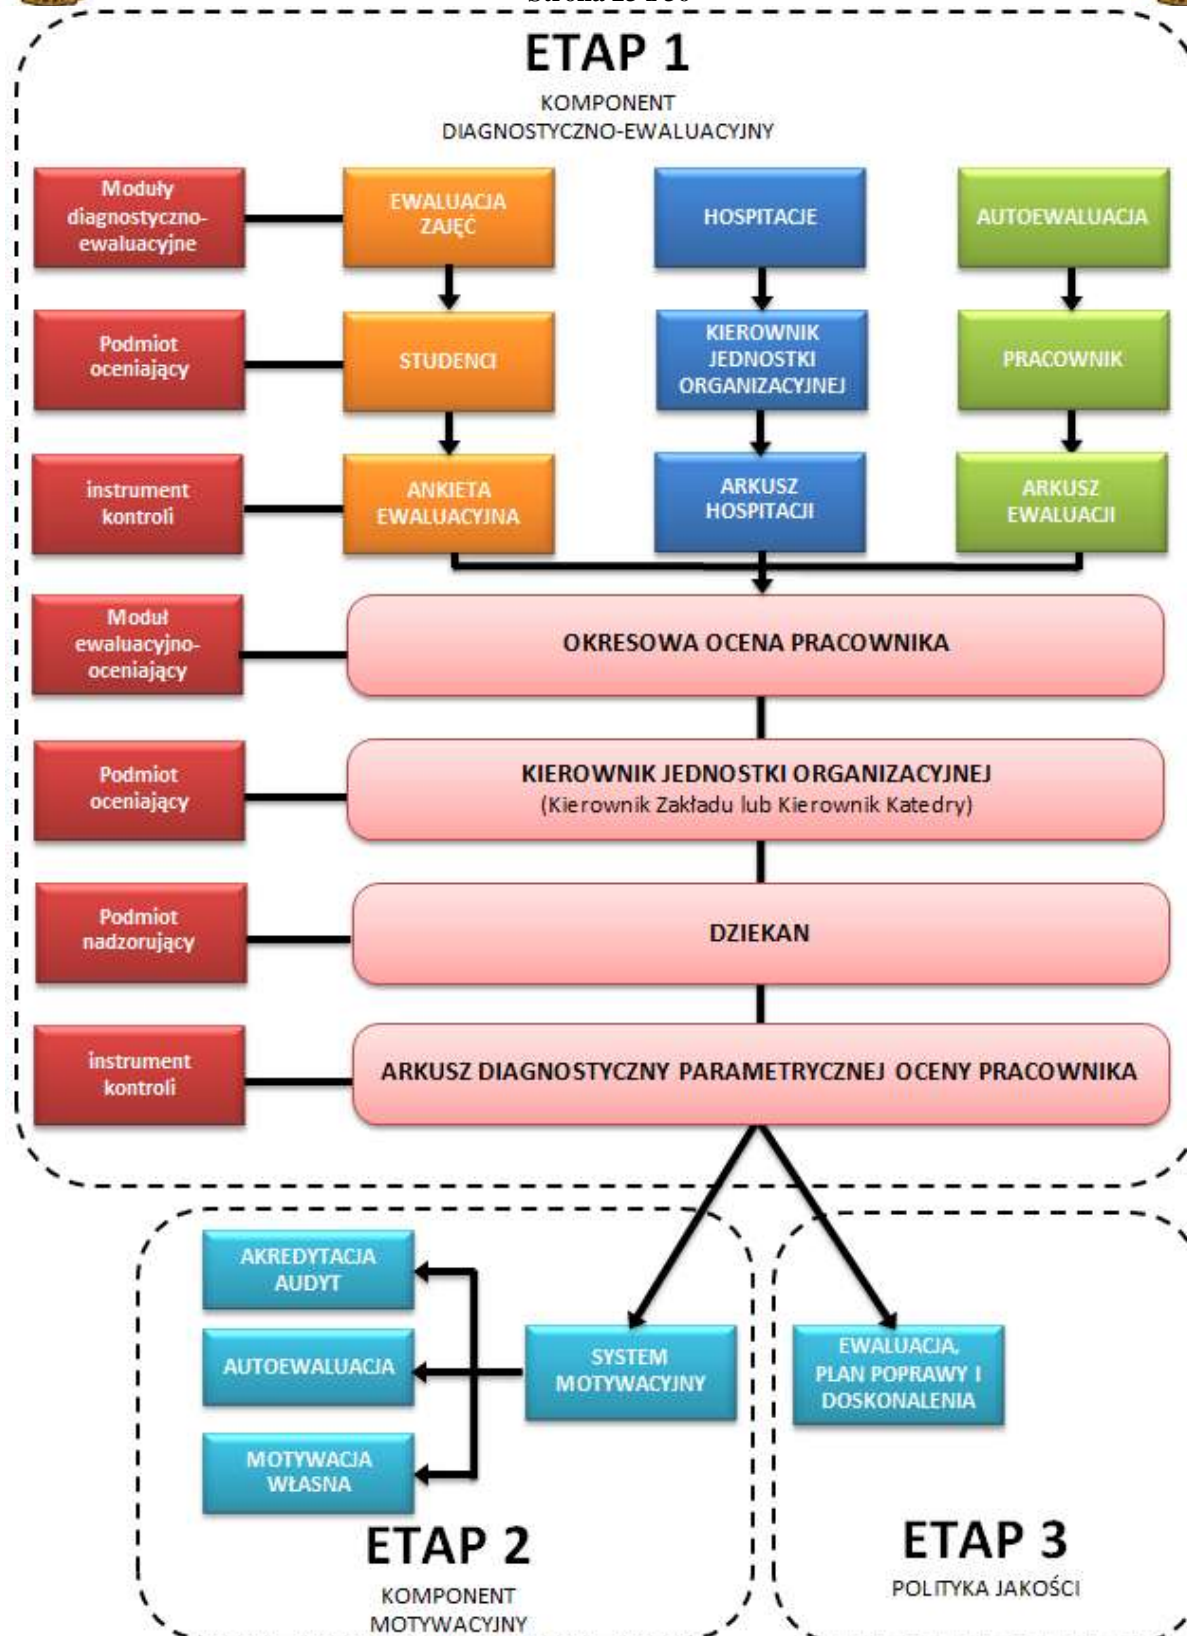 ETAP 1
KOMPONENT
DIAGNOSTYCZNO-EWALUACYJNY
Moduły
diagnostyczno-
ewaluacyjne
EWALUACJA
ZAJĘĆ
HOSPITACJE
AUTOEWALUACJA
Podmiot
oceniający
STUDENCI
KIEROWNIK
JEDNOSTKI
ORGANIZACYJNEJ
PRACOWNIK
instrument
kontroli
ANKIETA
EWALUACYJNA
ARKUSZ
HOSPITACJI
ARKUSZ
EWALUACJI
Moduł
ewaluacyjno-
oceniający
OKRESOWA OCENA PRACOWNIKA
Podmiot
oceniający
KIEROWNIK JEDNOSTKI ORGANIZACYJNEJ
(Kierownik Zakładu lub Kierownik Katedry)
Podmiot
nadzorujący
DZIEKAN
instrument
kontroli
ARKUSZ DIAGNOSTYCZNY PARAMETRYCZNEJ OCENY PRACOWNIKA
AKREDYTACJA
AUDYT
AUTOEWALUACJA
MOTYWACJA
WŁASNA
SYSTEM
MOTYWACYJNY
EWALUACJA,
PLAN POPRAWY I
DOSKONALENIA
ETAP 2
KOMPONENT
MOTYWACYJNY
ETAP 3
POLITYKA JAKOŚCI